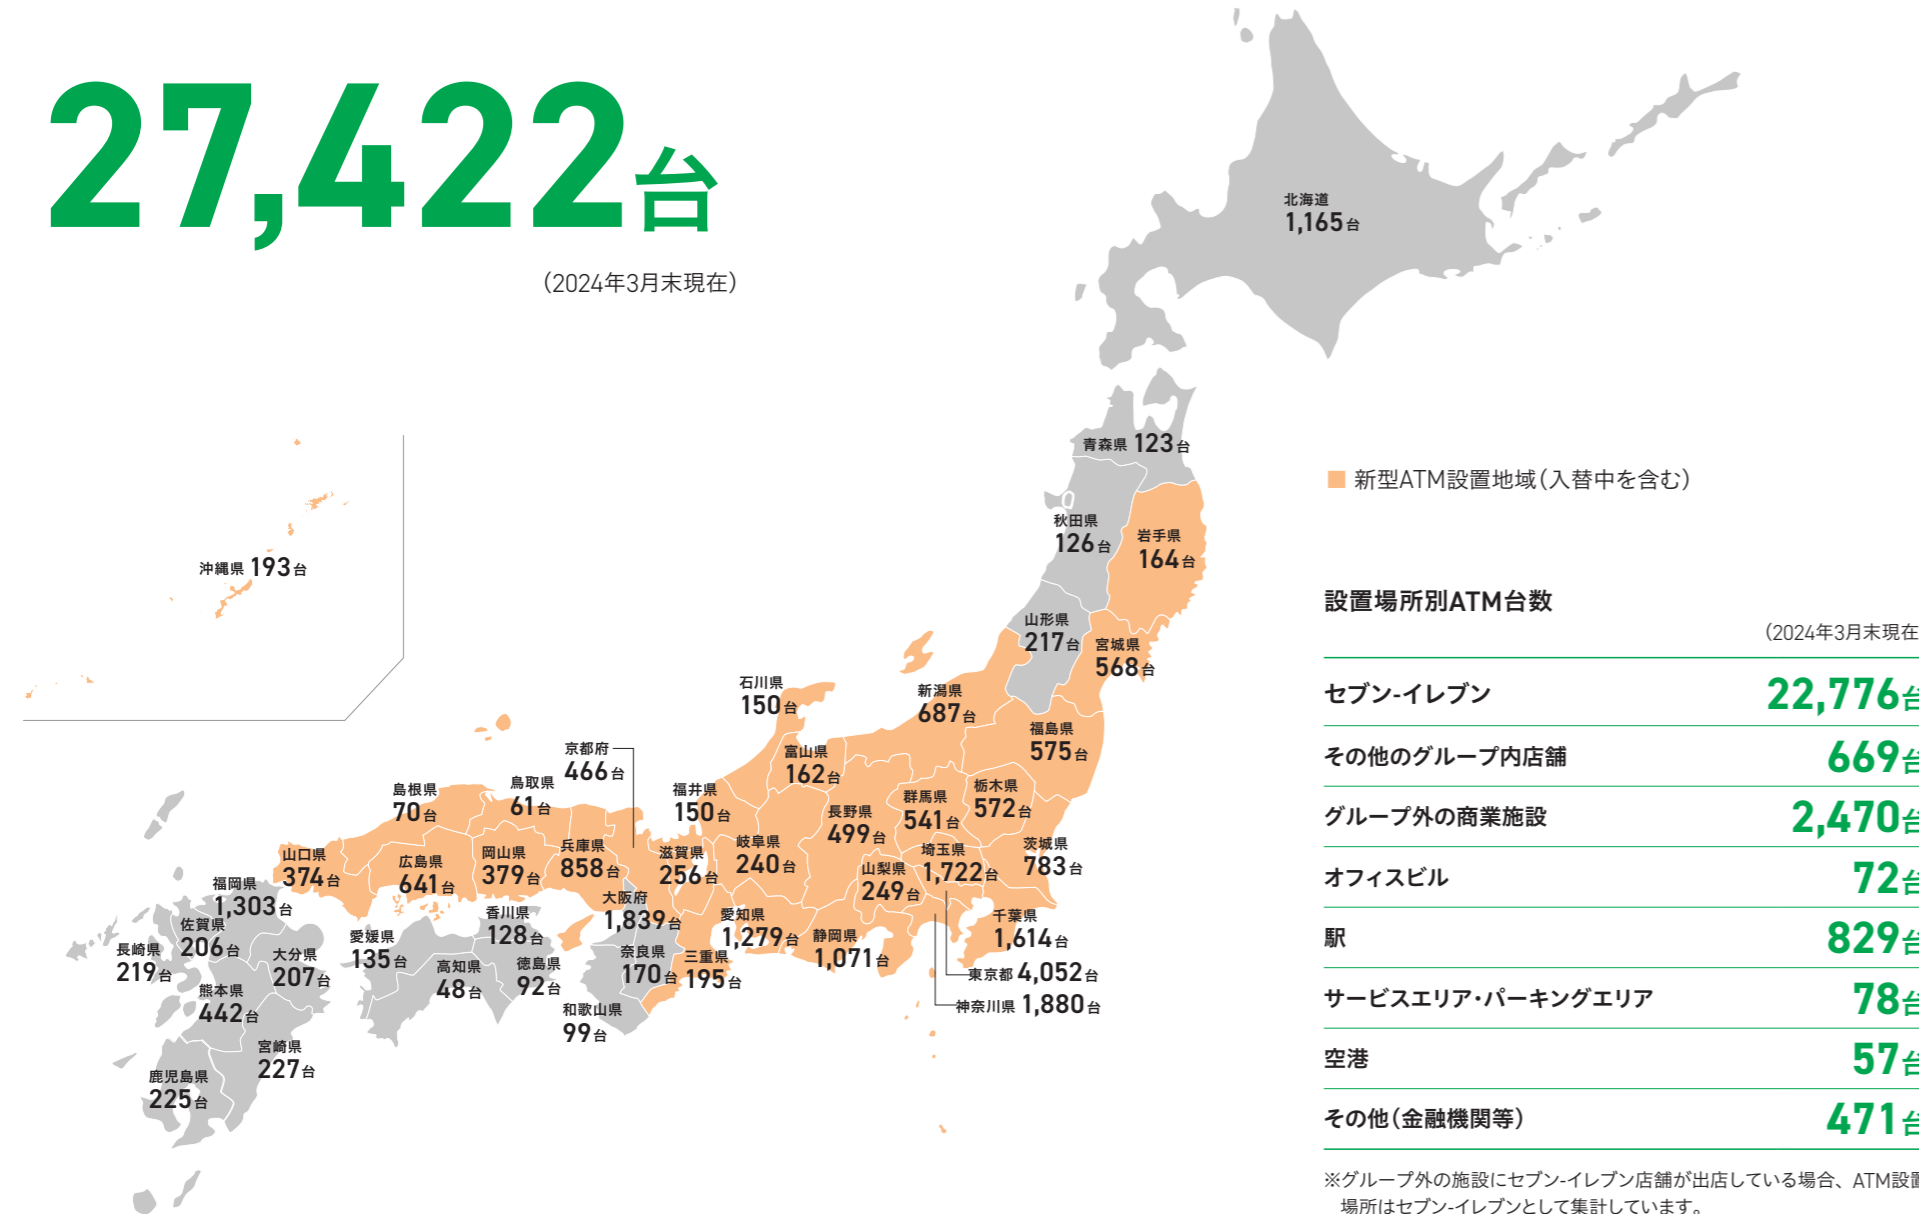 27,422台
（2024年3月末現在）
北海道
1,165台
青森県 123台
秋田県
126台
岩手県
164台
山形県
217台
宮城県
568台
新潟県
687台
福島県
575台
石川県
150台
富山県
162台
福井県
150台
長野県
499台
群馬県
541台
栃木県
572台
茨城県
783台
埼玉県
1,722台
山梨県
249台
岐阜県
240台
千葉県
1,614台
東京都 4,052台
神奈川県 1,880台
静岡県
1,071台
愛知県
1,279台
三重県
195台
滋賀県
256台
京都府
466台
大阪府
1,839台
奈良県
170台
和歌山県
99台
兵庫県
858台
鳥取県
61台
島根県
70台
岡山県
379台
広島県
641台
山口県
374台
香川県
128台
徳島県
92台
愛媛県
135台
高知県
48台
福岡県
1,303台
佐賀県
206台
長崎県
219台
大分県
207台
熊本県
442台
宮崎県
227台
鹿児島県
225台
沖縄県 193台
新型ATM設置地域（入替中を含む）
設置場所別ATM台数
（2024年3月末現在
セブン-イレブン 22,776台
その他のグループ内店舗 669台
グループ外の商業施設 2,470台
オフィスビル 72台
駅 829台
サービスエリア・パーキングエリア 78台
空港 57台
その他（金融機関等） 471台
※グループ外の施設にセブン-イレブン店舗が出店している場合、ATM設置
場所はセブン-イレブンとして集計しています。